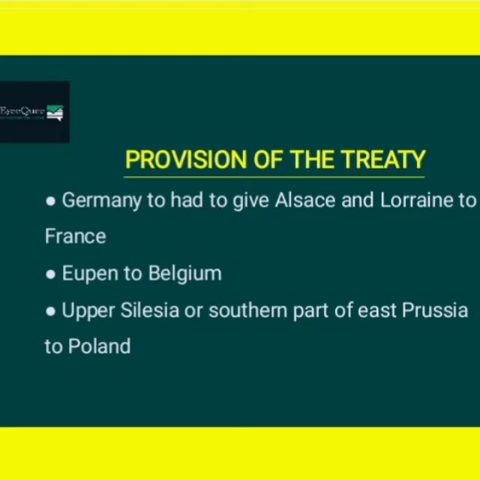 PROVISION OF THE TREATY
● Germany to had to give Alsace and Lorraine to
France
● Eupen to Belgium
● Upper Silesia or southern part of east Prussia
to Poland